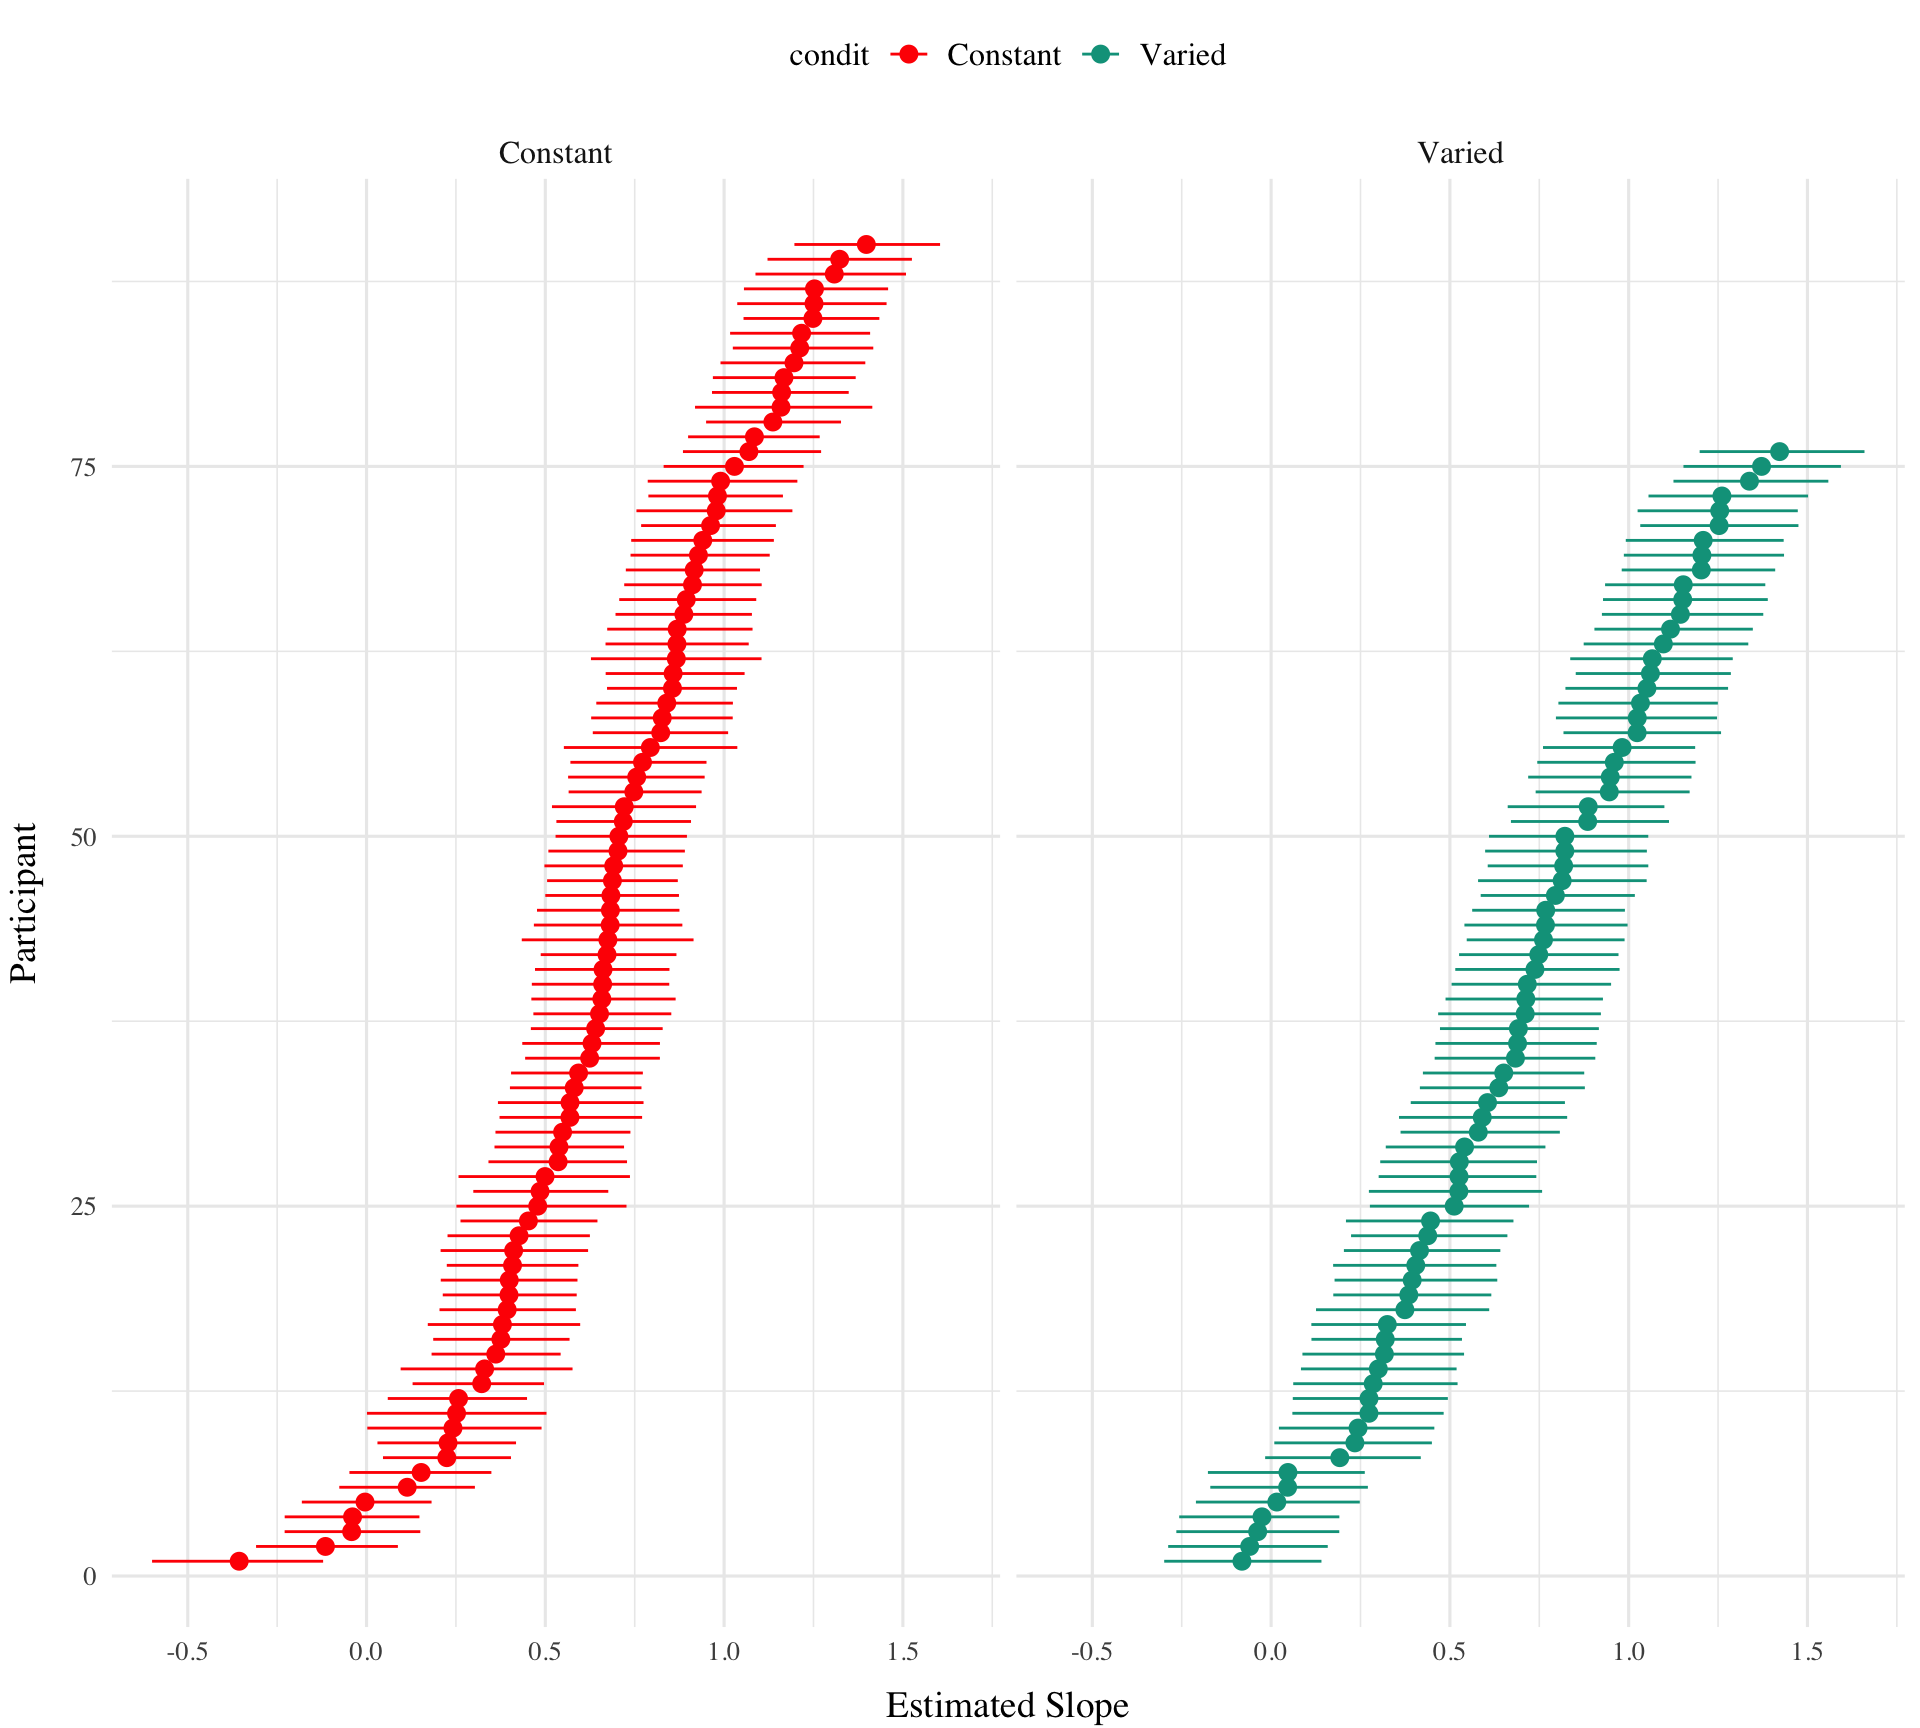 condit Constant Varied
Constant Varied
75
50
25
0
Participant
-0.5 0.0 0.5 1.0 1.5 -0.5 0.0 0.5 1.0 1.5
Estimated Slope